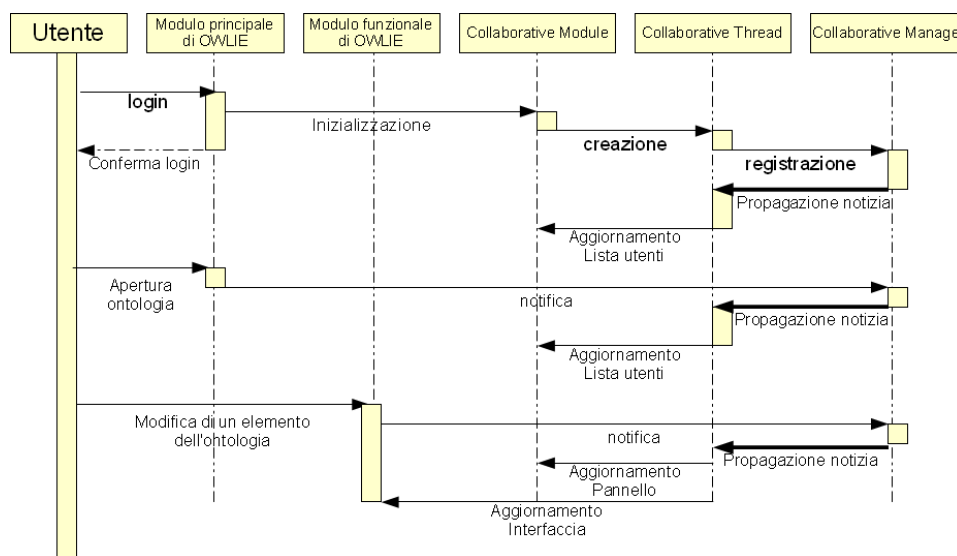 Utente
Modulo principale
di OWLIE
Modulo funzionale
di OWLIE
Collaborative Module
Collaborative Thread
Collaborative Manage
login
Inizializzazione
creazione
Conferma login
registrazione
Propagazione notizia
Aggiornamento
Lista utenti
Apertura
ontologia
notifica
Propagazione notizia
Aggiornamento
Lista utenti
Modifica di un elemento
dell'ontologia
notifica
Propagazione notizia
Aggiornamento
Pannello
Aggiornamento
Interfaccia